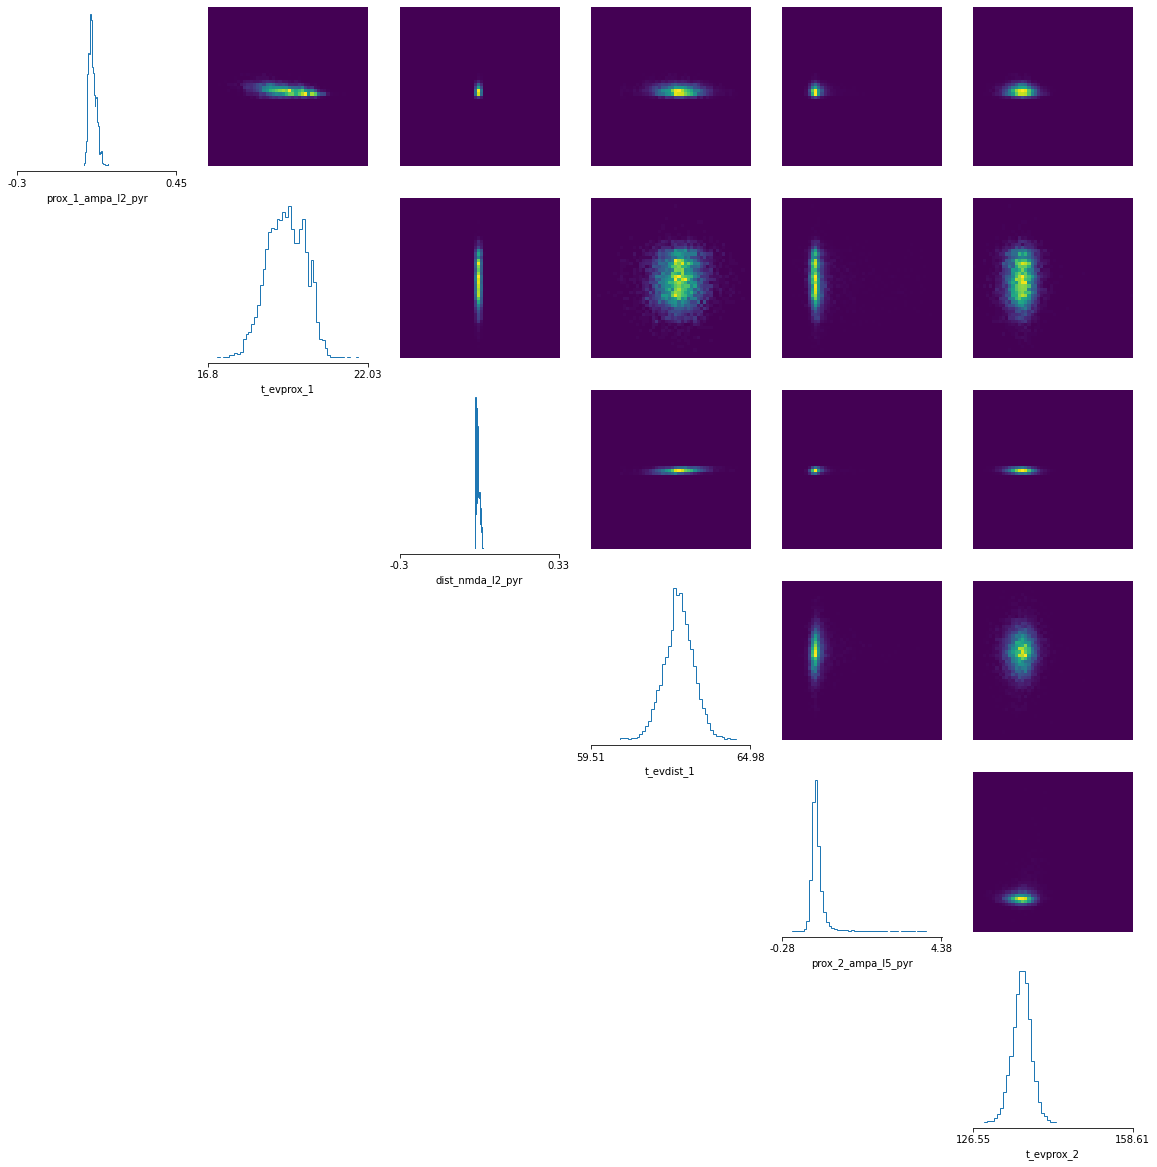 -0.3 0.45
prox_1_ampa_l2_pyr
16.8 22.03
t_evprox_1
-0.3 0.33
dist_nmda_l2_pyr
59.51 64.98
t_evdist_1
-0.28 4.38
prox_2_ampa_l5_pyr
126.55 158.61
t_evprox_2